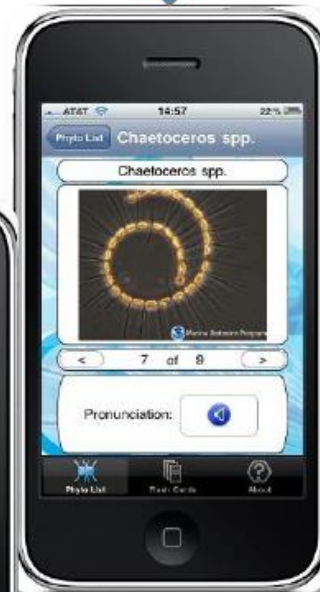 AT&T 14:57 22%
Phyto List Chaetoceros spp.
Chaetoceros spp.
Marine Biotoxins Program
< 7 of 9 >
Pronunciation:
Phyto List Flash Cards About